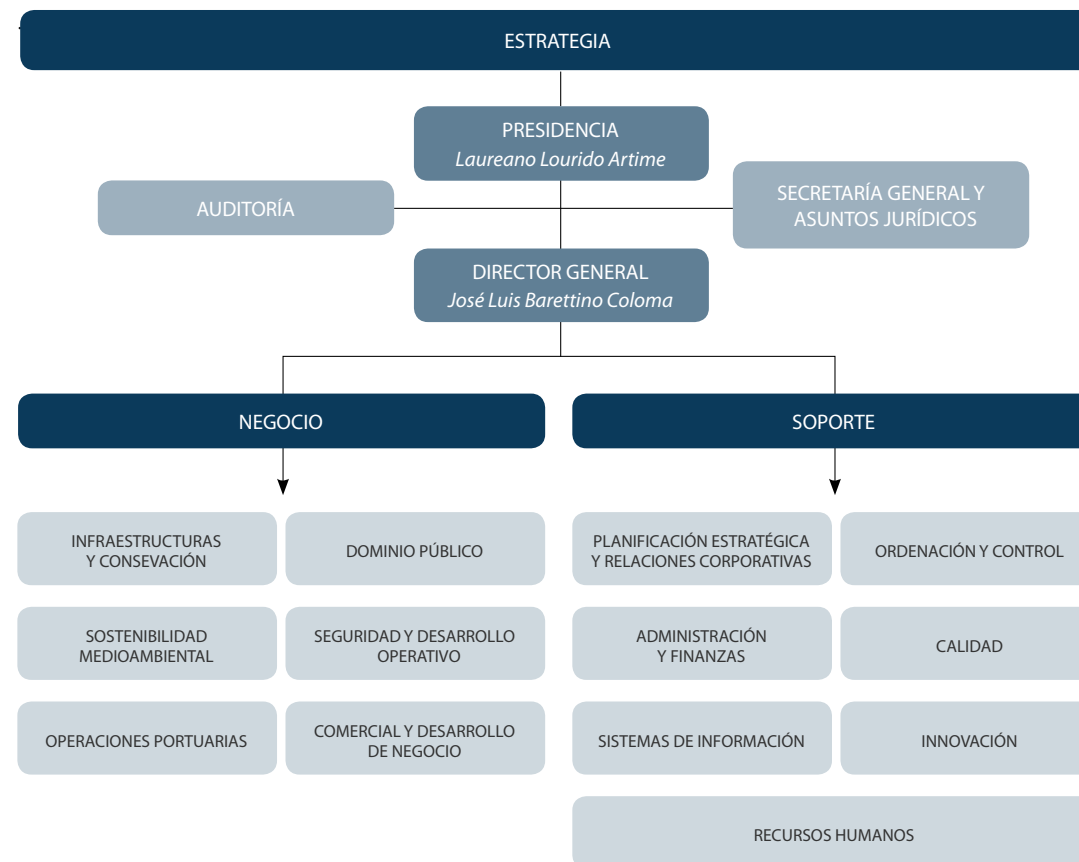 ESTRATEGIA
PRESIDENCIA
Laureano Lourido Artime
AUDITORÍA
SECRETARÍA GENERAL Y
ASUNTOS JURÍDICOS
DIRECTOR GENERAL
José Luis Barettino Coloma
NEGOCIO
SOPORTE
INFRAESTRUCTURAS
Y CONSEVACIÓN
DOMINIO PÚBLICO
PLANIFICACIÓN ESTRATÉGICA
Y RELACIONES CORPORATIVAS
ORDENACIÓN Y CONTROL
SOSTENIBILIDAD
MEDIOAMBIENTAL
SEGURIDAD Y DESARROLLO
OPERATIVO
ADMINISTRACIÓN
Y FINANZAS
CALIDAD
OPERACIONES PORTUARIAS
COMERCIAL Y DESARROLLO
DE NEGOCIO
SISTEMAS DE INFORMACIÓN
INNOVACIÓN
RECURSOS HUMANOS